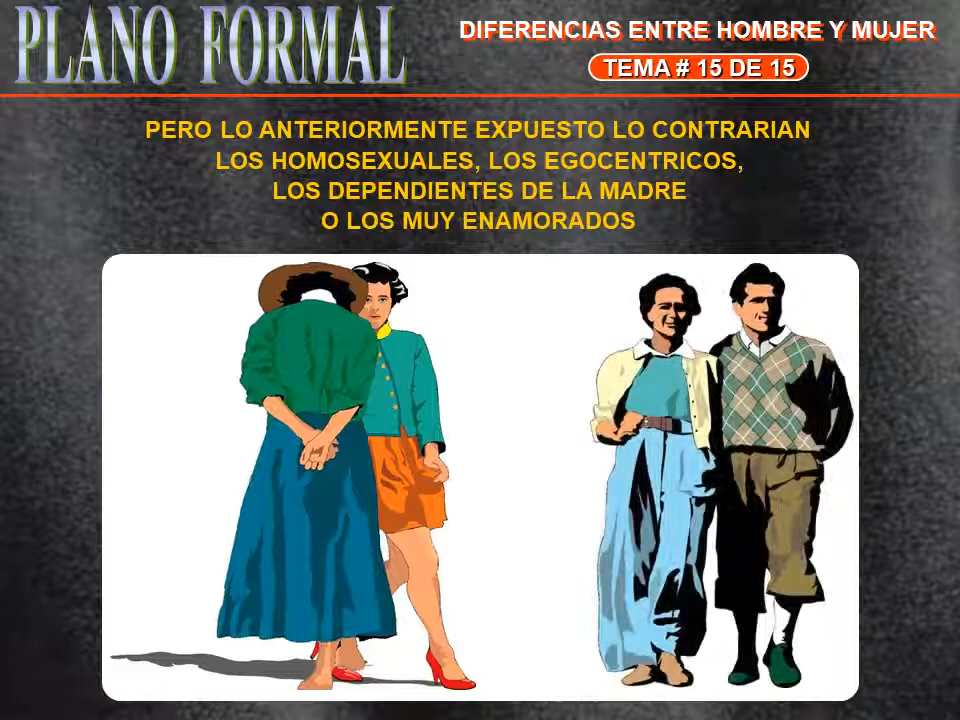 PLANO FORMAL
DIFERENCIAS ENTRE HOMBRE Y MUJER
TEMA # 15 DE 15
PERO LO ANTERIORMENTE EXPUESTO LO CONTRARIAN
LOS HOMOSEXUALES, LOS EGOCENTRICOS,
LOS DEPENDIENTES DE LA MADRE
O LOS MUY ENAMORADOS